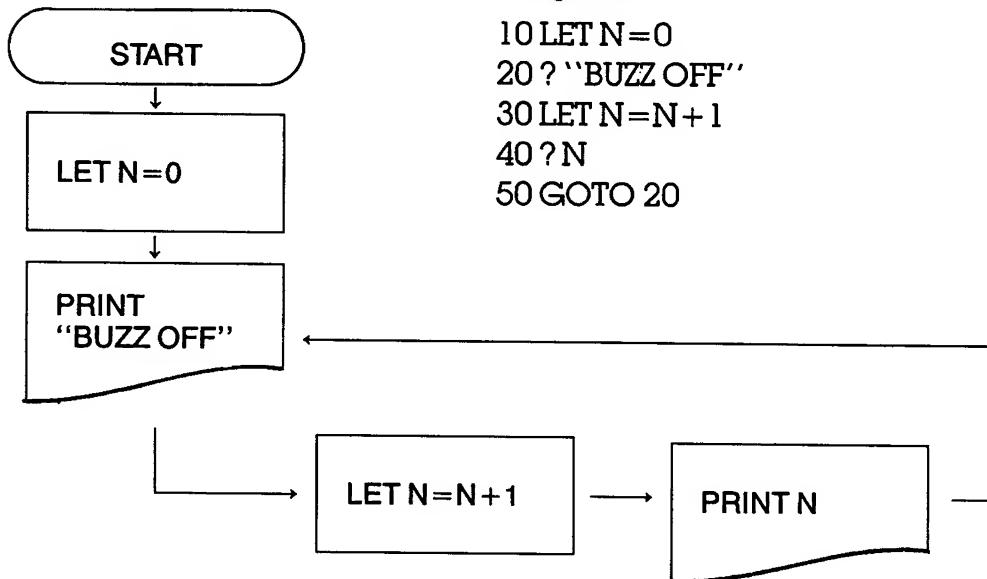 START
LET N=0
PRINT
“BUZZ OFF”
LET N=N+1
PRINT N
10 LET N=0
20 ? “BUZZ OFF”
30 LET N=N+1
40 ? N
50 GOTO 20